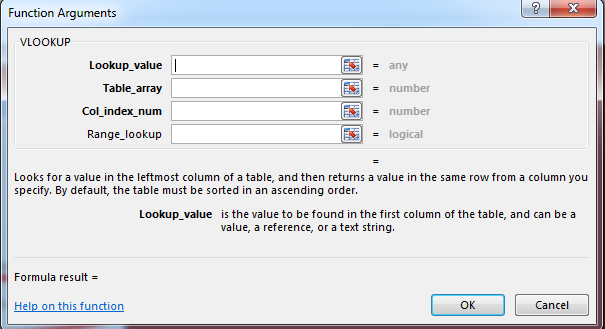 Function Arguments
?
VLOOKUP
Lookup_value = any
Table_array = number
Col_index_num = number
Range_lookup = logical
=
Looks for a value in the leftmost column of a table, and then returns a value in the same row from a column you
specify. By default, the table must be sorted in an ascending order.
Lookup_value is the value to be found in the first column of the table, and can be a
value, a reference, or a text string.
Formula result =
Help on this function
OK
Cancel